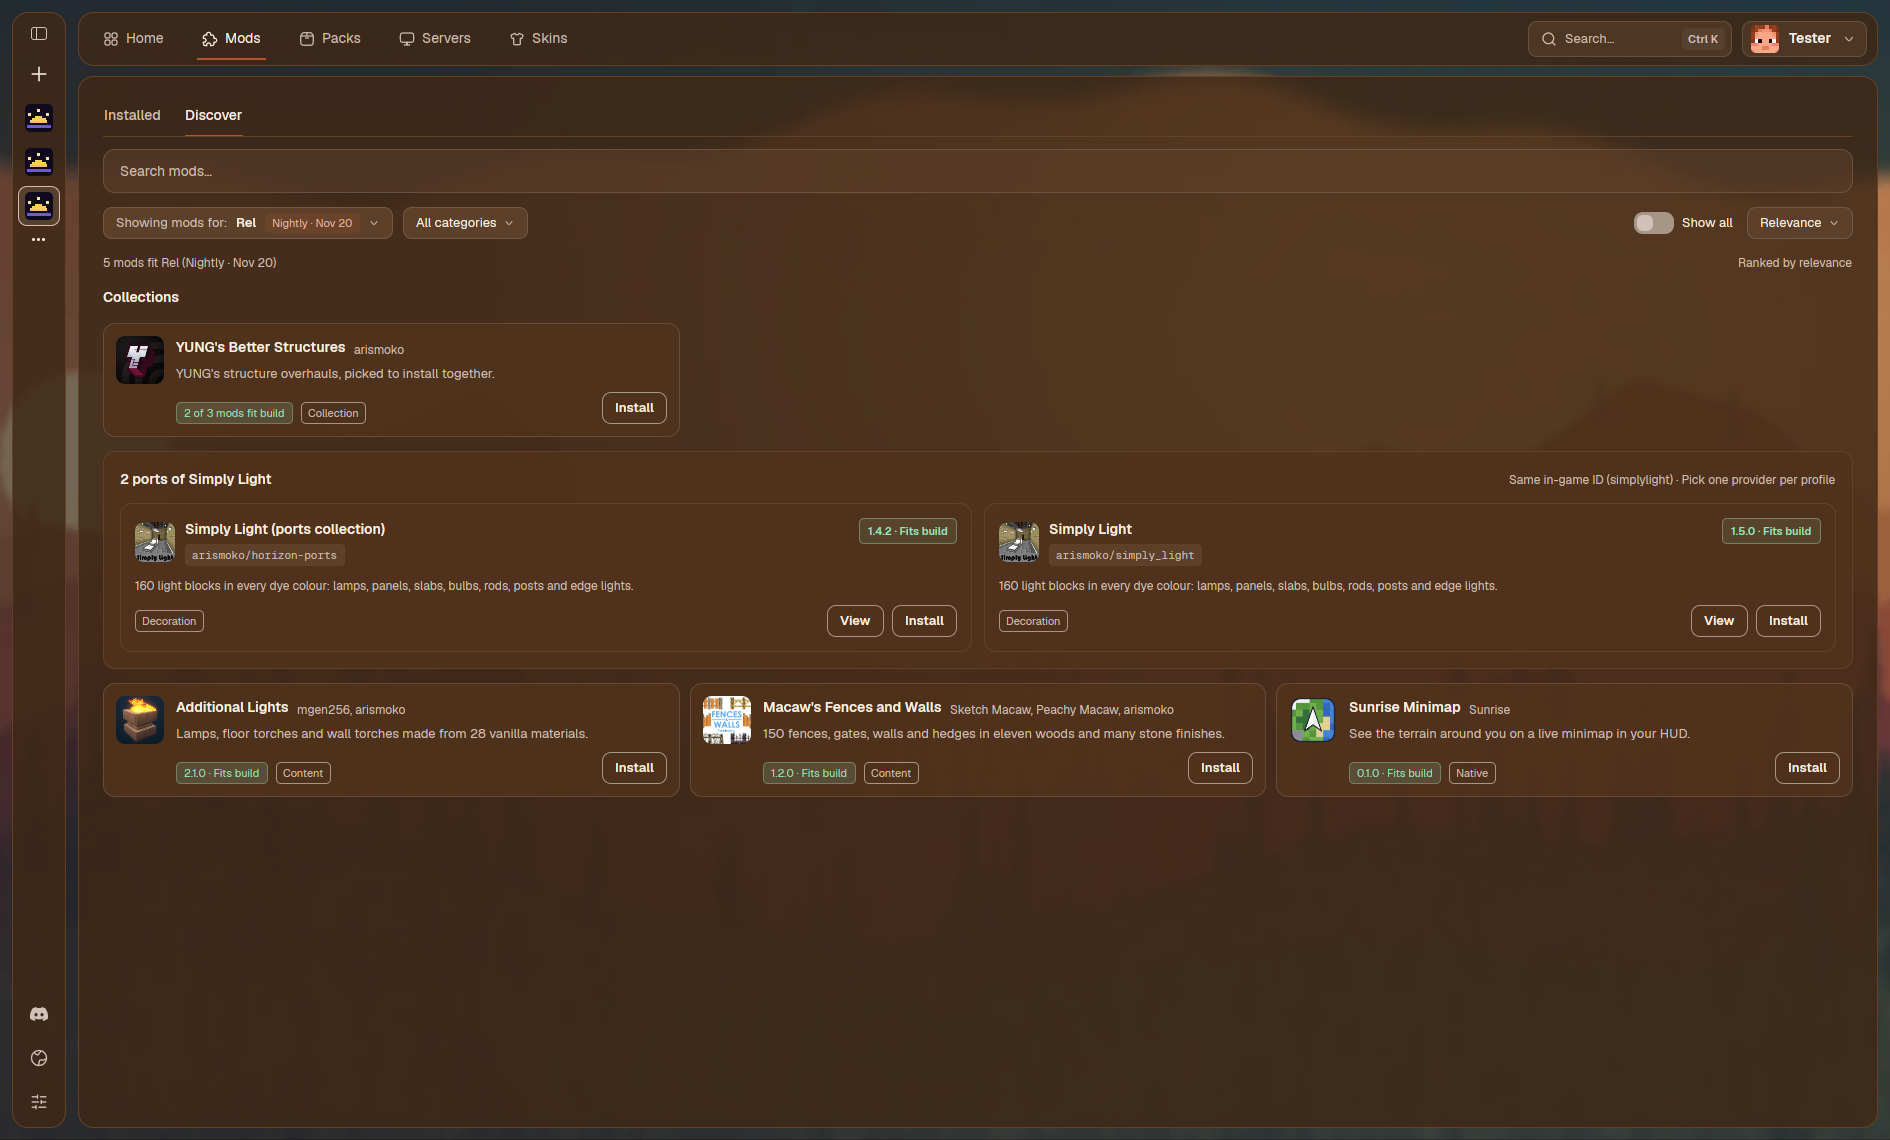 Home
Mods
Packs
Servers
Skins
Search...
Ctrl K
Tester
Installed
Discover
Search mods...
Showing mods for: Rel Nightly · Nov 20
All categories
Show all
Relevance
5 mods fit Rel (Nightly · Nov 20)
Ranked by relevance
Collections
YUNG's Better Structures arismoko
YUNG's structure overhauls, picked to install together.
2 of 3 mods fit build
Collection
Install
2 ports of Simply Light
Same in-game ID (simplylight) · Pick one provider per profile
Simply Light (ports collection)
1.4.2 · Fits build
arismoko/horizon-ports
160 light blocks in every dye colour: lamps, panels, slabs, bulbs, rods, posts and edge lights.
Decoration
View
Install
Simply Light
1.5.0 · Fits build
arismoko/simply_light
160 light blocks in every dye colour: lamps, panels, slabs, bulbs, rods, posts and edge lights.
Decoration
View
Install
Additional Lights mgen256, arismoko
Lamps, floor torches and wall torches made from 28 vanilla materials.
2.1.0 · Fits build
Content
Install
FENCES
WALLS
Macaw's Fences and Walls Sketch Macaw, Peachy Macaw, arismoko
150 fences, gates, walls and hedges in eleven woods and many stone finishes.
1.2.0 · Fits build
Content
Install
Sunrise Minimap Sunrise
See the terrain around you on a live minimap in your HUD.
0.1.0 · Fits build
Native
Install